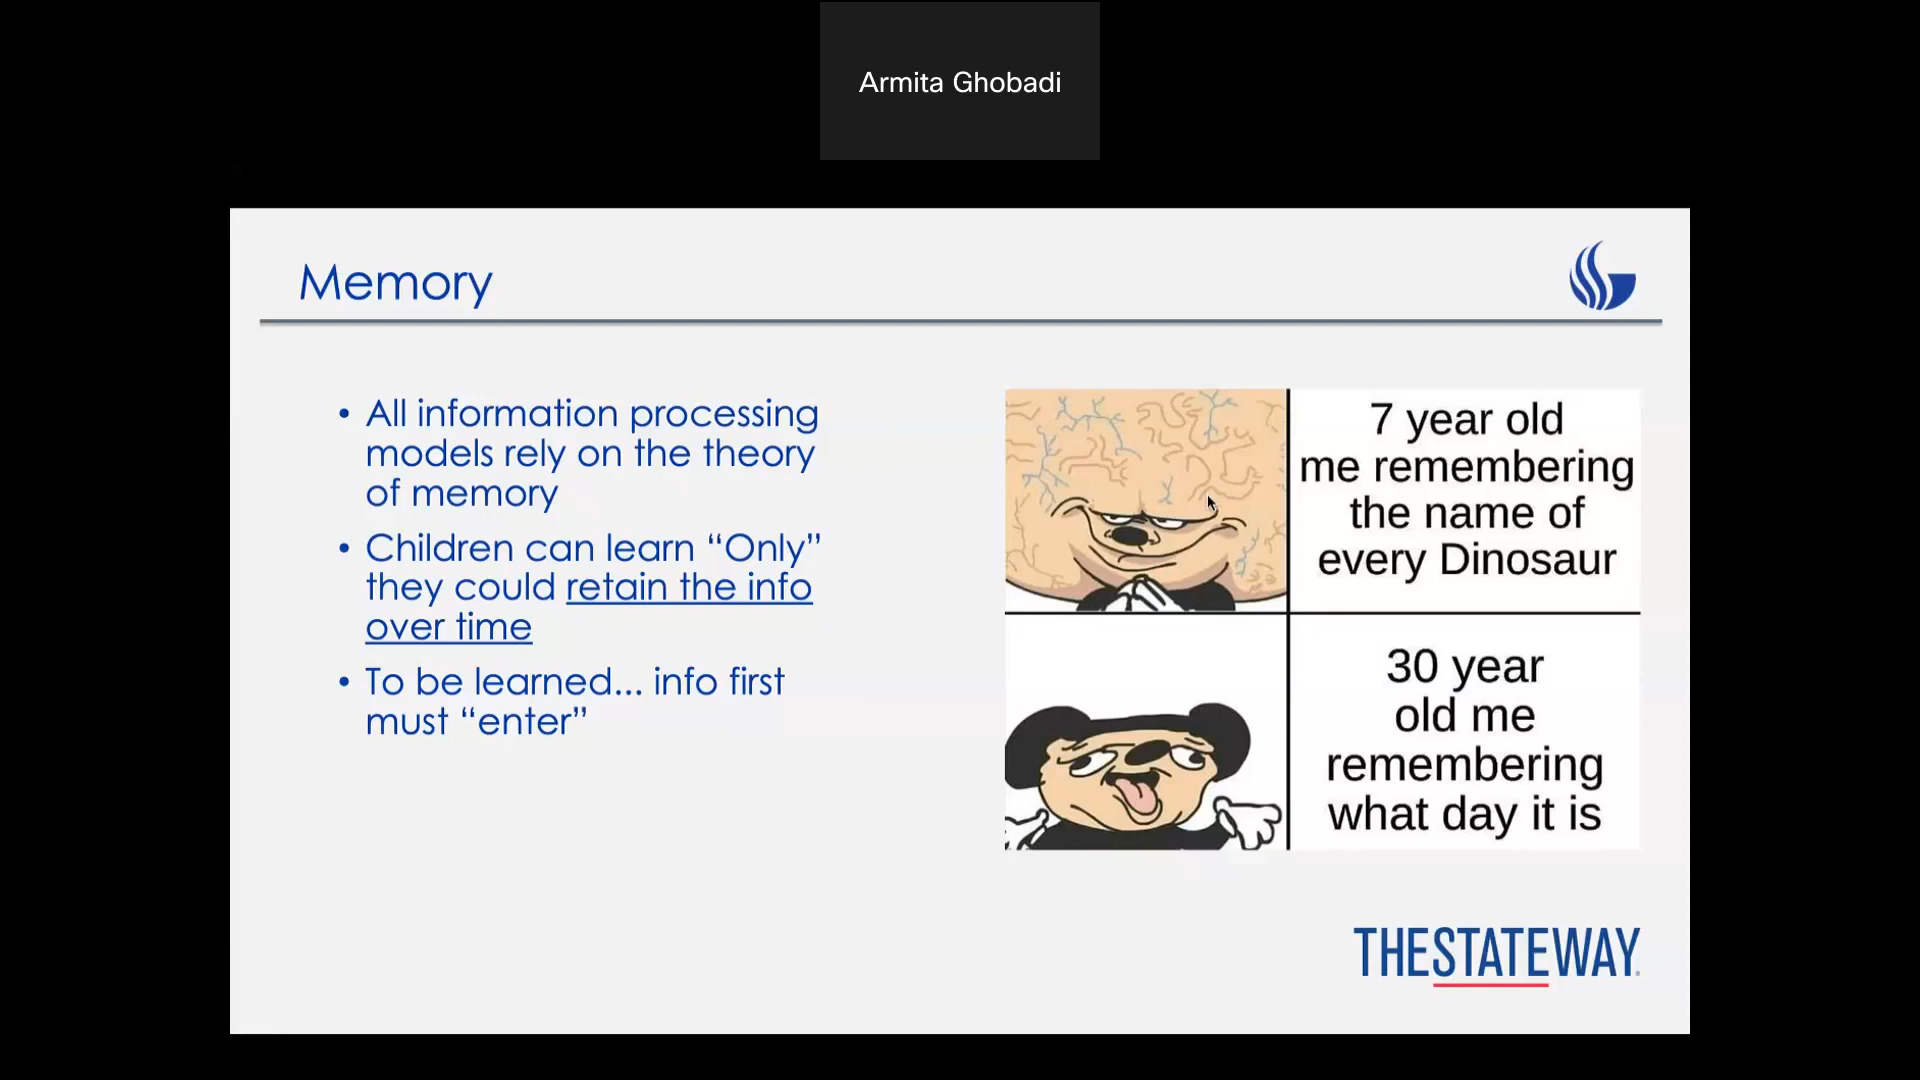 Armita Ghobadi
Memory
• All information processing
models rely on the theory
of memory
• Children can learn “Only”
they could retain the info
over time
• To be learned... info first
must “enter”
7 year old
me remembering
the name of
every Dinosaur
30 year
old me
remembering
what day it is
THESTATEWAY.